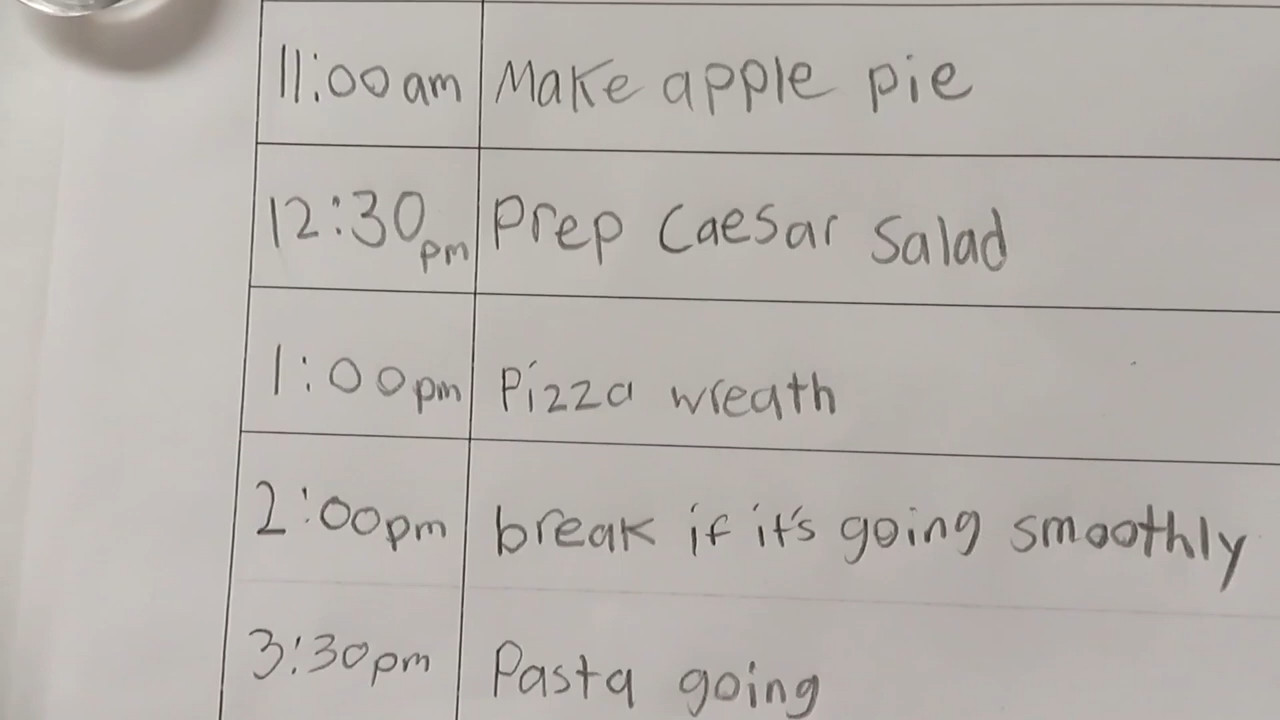 11:00am Make apple pie
12:30pm Prep Caesar Salad
1:00pm Pizza wreath
2:00pm break if it's going smoothly
3:30pm Pasta going